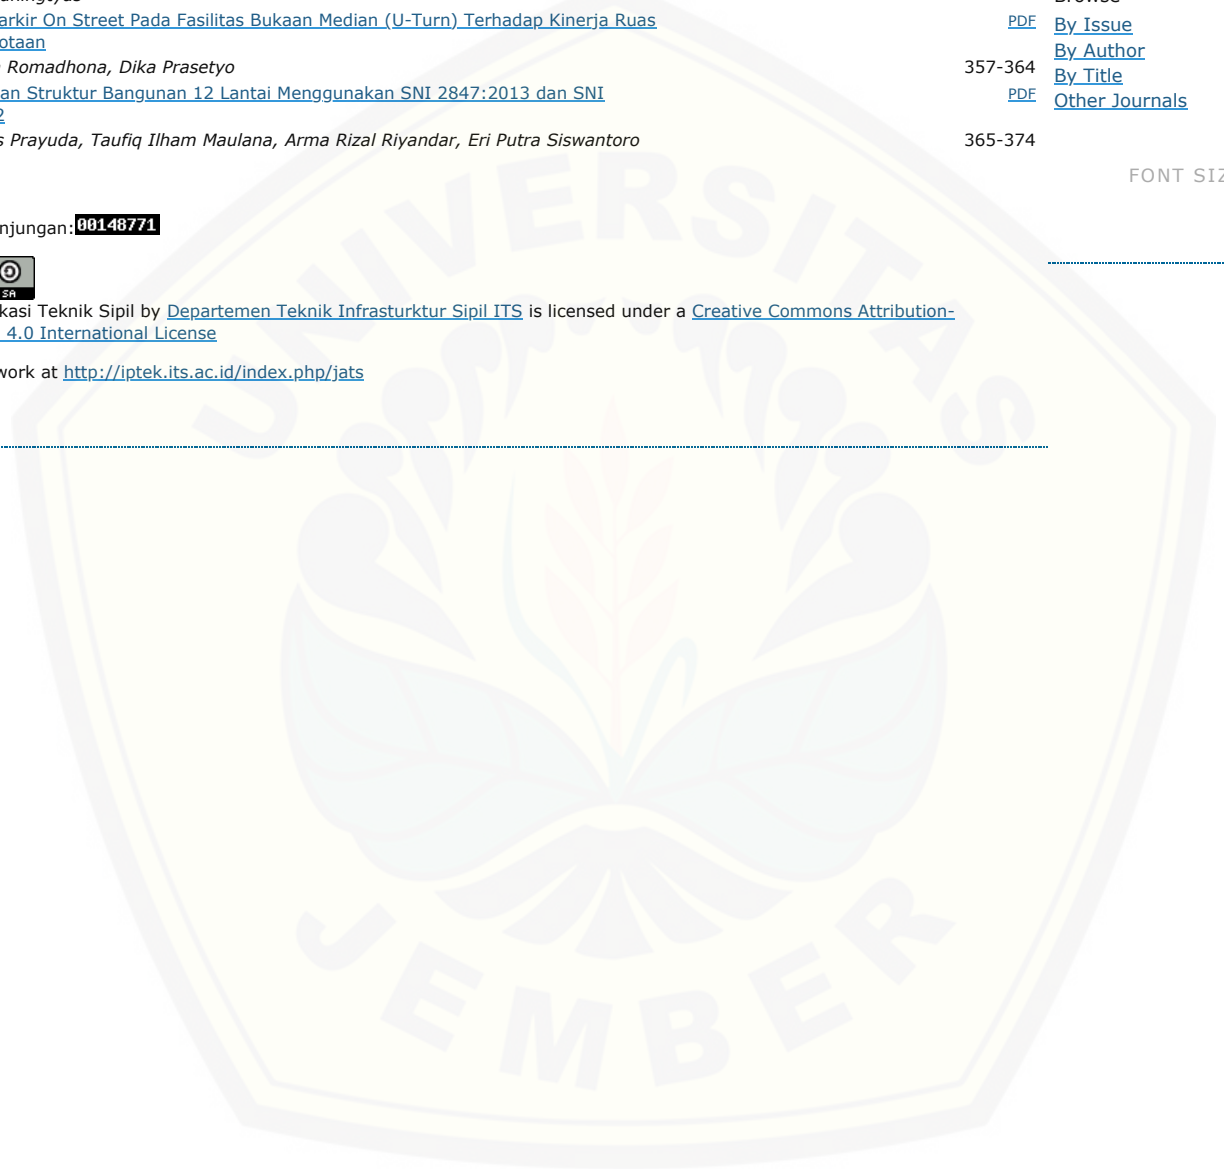 arkir On Street Pada Fasilitas Bukaan Median (U-Turn) Terhadap Kinerja Ruas PDF
otaan
Romadhona, Dika Prasetyo 357-364
an Struktur Bangunan 12 Lantai Menggunakan SNI 2847:2013 dan SNI PDF
2
s Prayuda, Taufiq Ilham Maulana, Arma Rizal Riyandar, Eri Putra Siswantoro 365-374
Browse
By Issue
By Author
By Title
Other Journals
FONT SIZ
njungan: 00148771
SA
kasi Teknik Sipil by Departemen Teknik Infrasturktur Sipil ITS is licensed under a Creative Commons Attribution-
4.0 International License
work at http://iptek.its.ac.id/index.php/jats
UNIVERSITAS
JEMBER